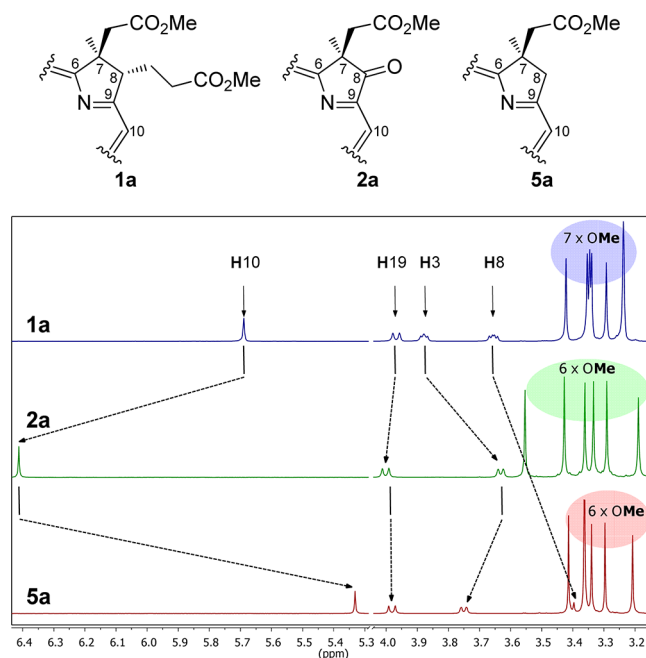 CO2Me
6
7
8
CO2Me
N
9
10
1a
CO2Me
6
7
8
O
N
9
10
2a
CO2Me
6
7
8
N
9
10
5a
7 x OMe
H10
H19
H3
H8
1a
6 x OMe
2a
6 x OMe
5a
6.4 6.3 6.2 6.1 6.0 5.9 5.8 5.7 5.6 5.5 5.4 5.3 4.0 3.9 3.8 3.7 3.6 3.5 3.4 3.3 3.2
(ppm) (ppm)